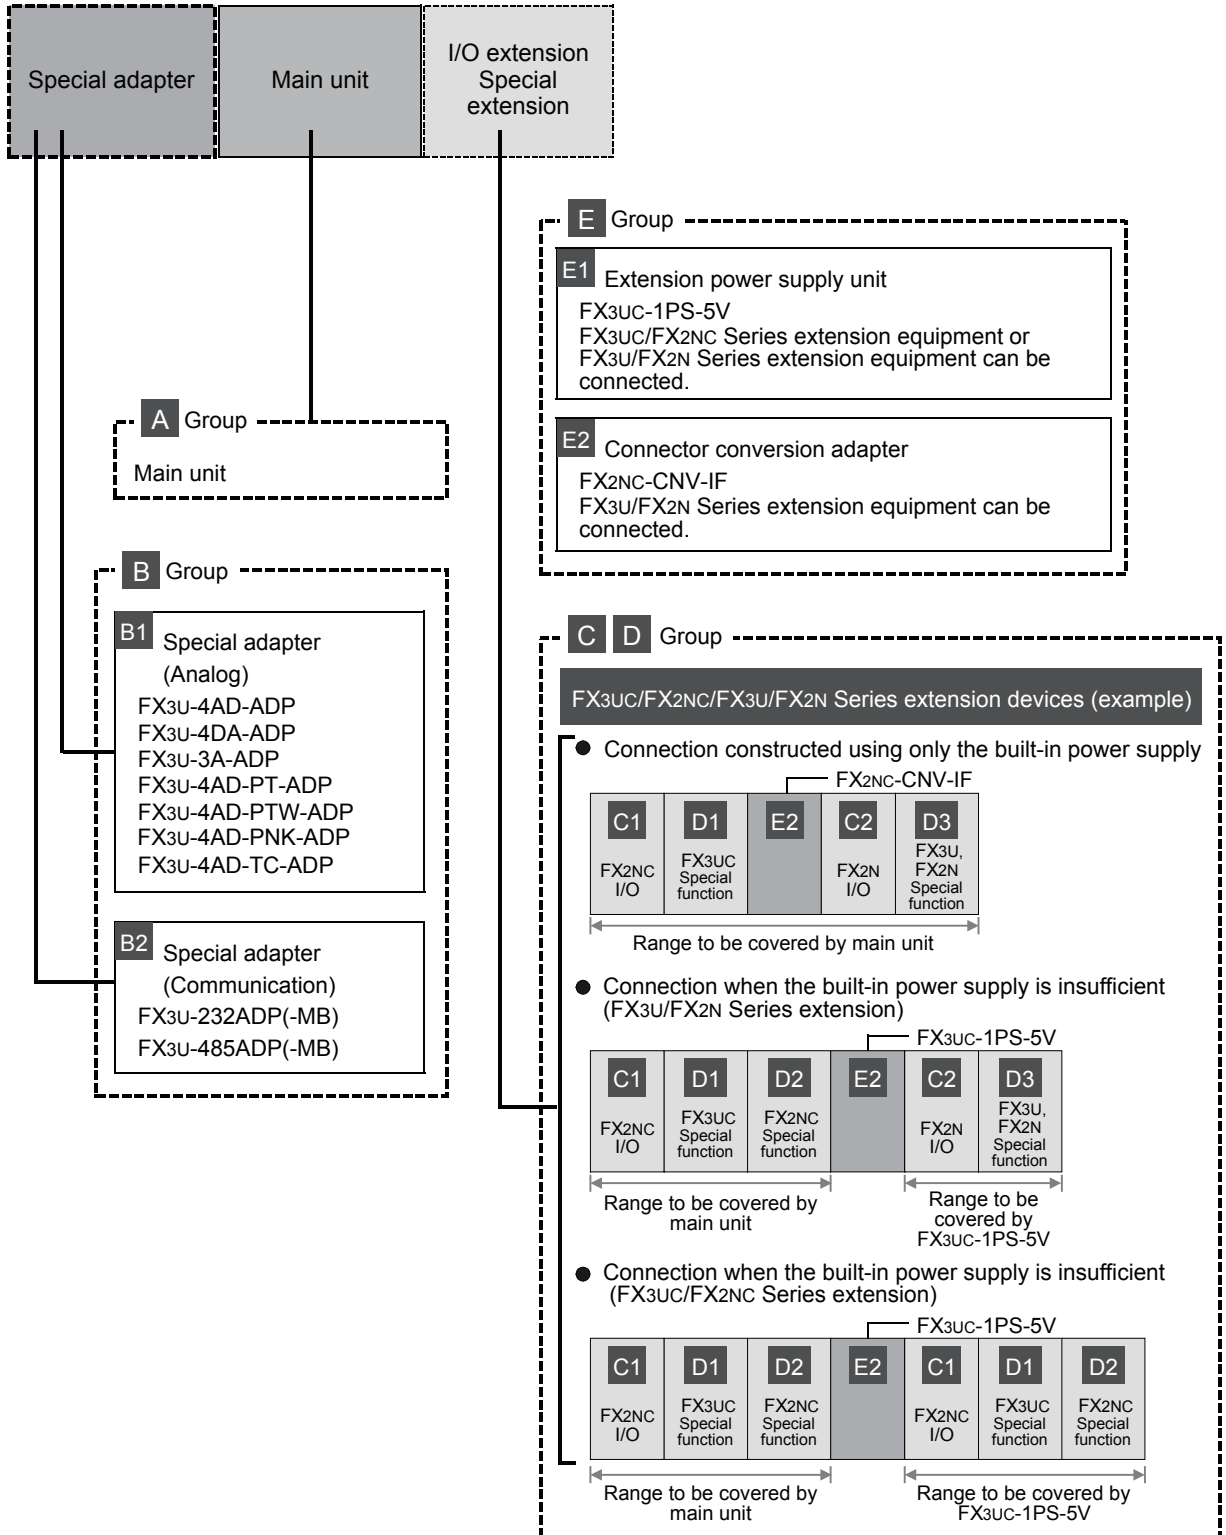 Special adapter
Main unit
I/O extension
Special
extension
E Group
E1 Extension power supply unit
FX3UC-1PS-5V
FX3UC/FX2NC Series extension equipment or
FX3U/FX2N Series extension equipment can be
connected.
E2 Connector conversion adapter
FX2NC-CNV-IF
FX3U/FX2N Series extension equipment can be
connected.
A Group
Main unit
B Group
B1 Special adapter
(Analog)
FX3U-4AD-ADP
FX3U-4DA-ADP
FX3U-3A-ADP
FX3U-4AD-PT-ADP
FX3U-4AD-PTW-ADP
FX3U-4AD-PNK-ADP
FX3U-4AD-TC-ADP
B2 Special adapter
(Communication)
FX3U-232ADP(-MB)
FX3U-485ADP(-MB)
C D Group
FX3UC/FX2NC/FX3U/FX2N Series extension devices (example)
● Connection constructed using only the built-in power supply
FX2NC-CNV-IF
C1
FX2NC
I/O
D1
FX3UC
Special
function
E2
C2
FX2N
I/O
D3
FX3U,
FX2N
Special
function
Range to be covered by main unit
● Connection when the built-in power supply is insufficient
(FX3U/FX2N Series extension)
FX3UC-1PS-5V
C1
FX2NC
I/O
D1
FX3UC
Special
function
D2
FX2NC
Special
function
E2
C2
FX2N
I/O
D3
FX3U,
FX2N
Special
function
Range to be covered by
main unit
Range to be
covered by
FX3UC-1PS-5V
● Connection when the built-in power supply is insufficient
(FX3UC/FX2NC Series extension)
FX3UC-1PS-5V
C1
FX2NC
I/O
D1
FX3UC
Special
function
D2
FX2NC
Special
function
E2
C1
FX2NC
I/O
D1
FX3UC
Special
function
D2
FX2NC
Special
function
Range to be covered by
main unit
Range to be covered by
FX3UC-1PS-5V